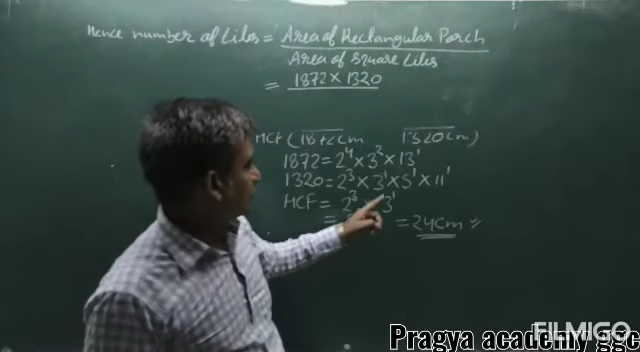 Hence number of tiles = Area of Rectangular Porch
Area of Square tiles
= 1872 × 1320
HCF (1872cm 1320cm)
1872 = 2⁴ × 3² × 13¹
1320 = 2³ × 3¹ × 5¹ × 11¹
HCF = 2³ × 3¹
= = 24cm
Pragya academy ggc
FILMIGO